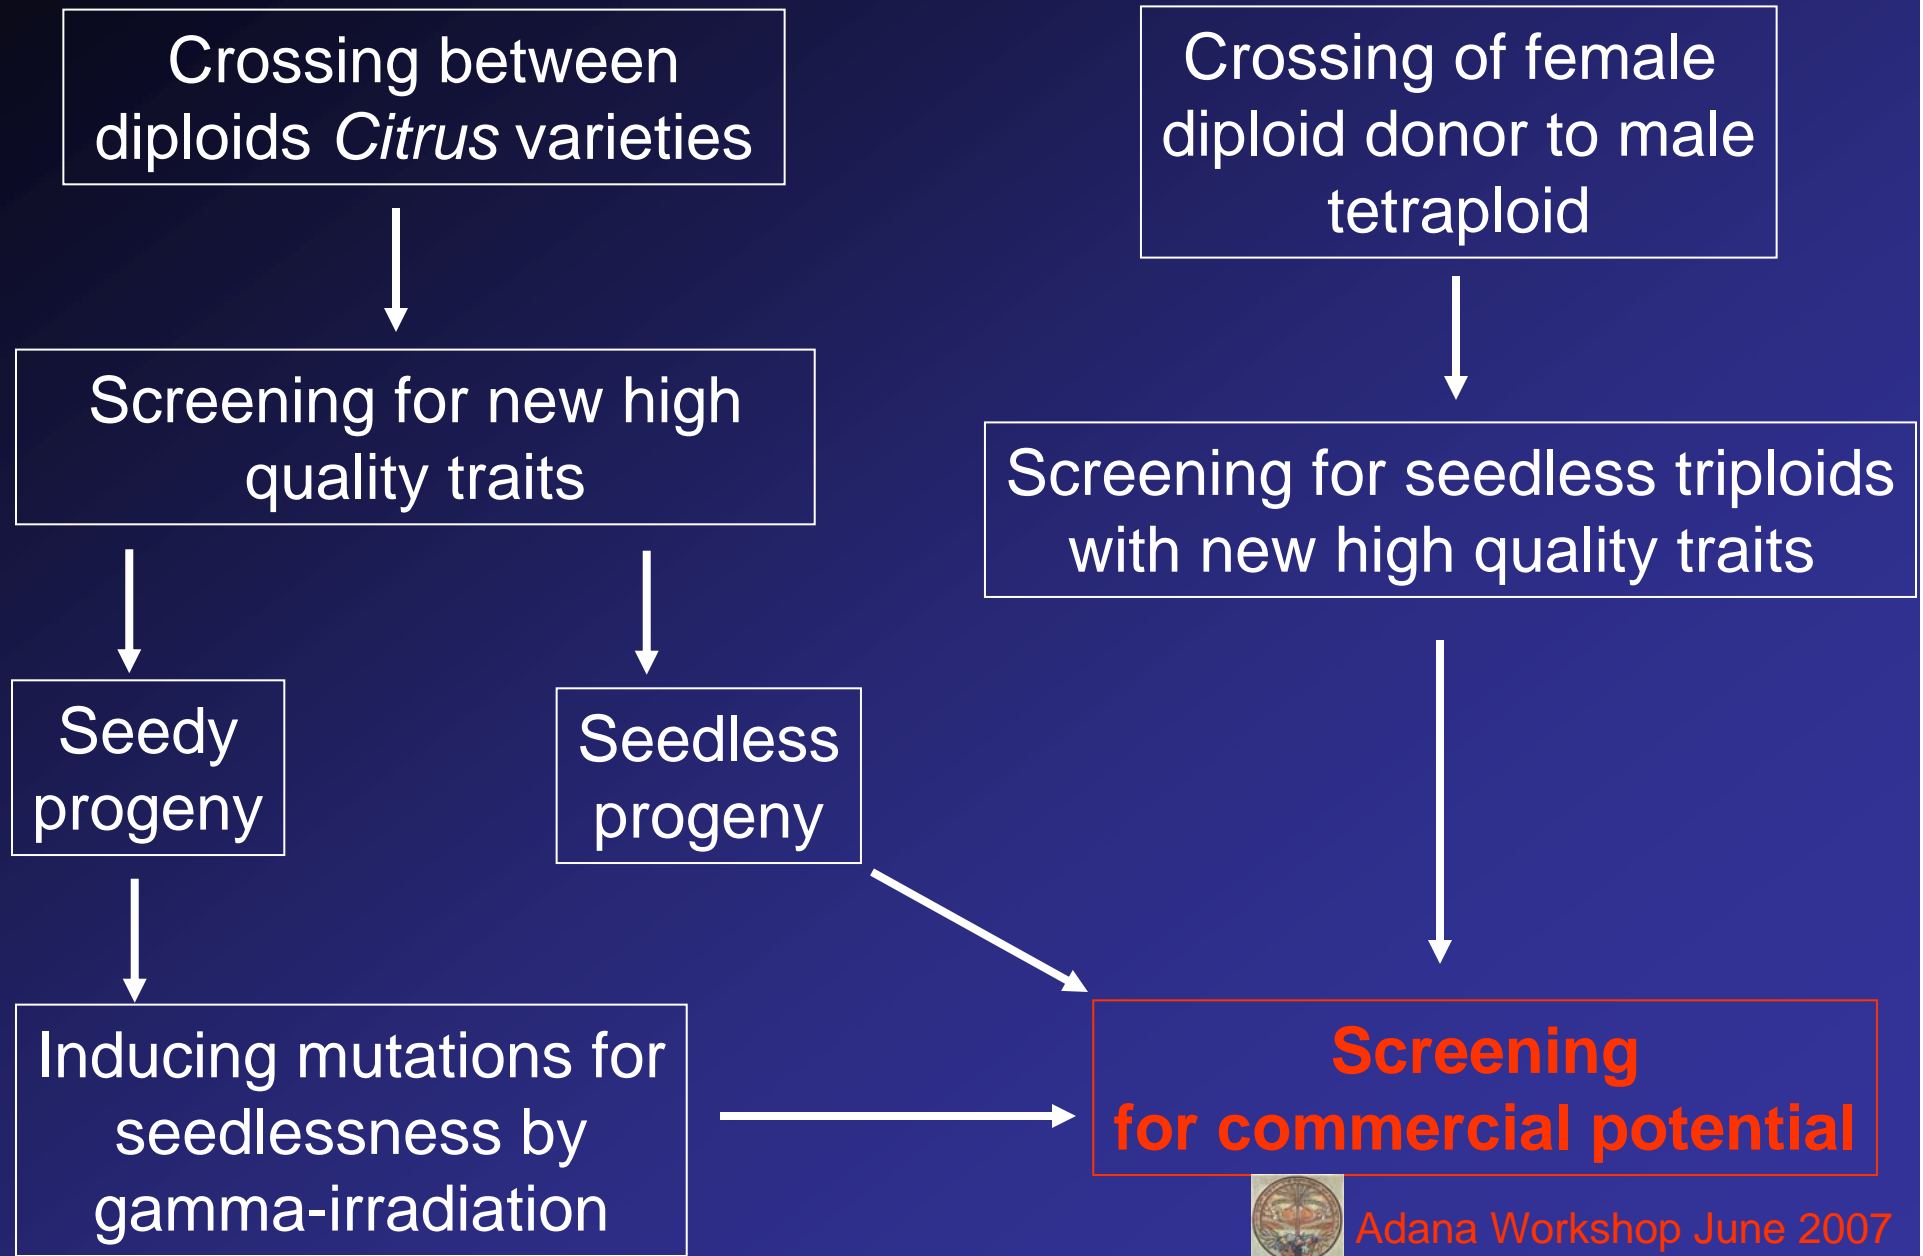 Crossing between
diploids Citrus varieties
Crossing of female
diploid donor to male
tetraploid
Screening for new high
quality traits
Screening for seedless triploids
with new high quality traits
Seedy
progeny
Seedless
progeny
Inducing mutations for
seedlessness by
gamma-irradiation
Screening
for commercial potential
Adana Workshop June 2007